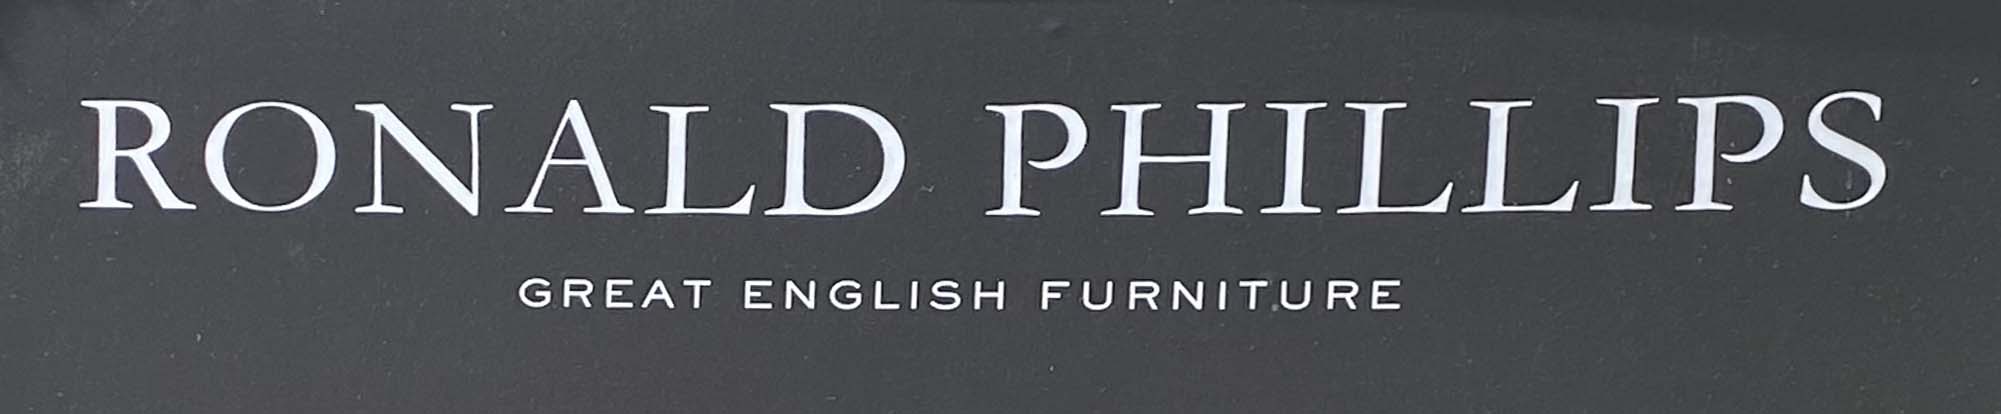 RONALD PHILLIPS
GREAT ENGLISH FURNITURE